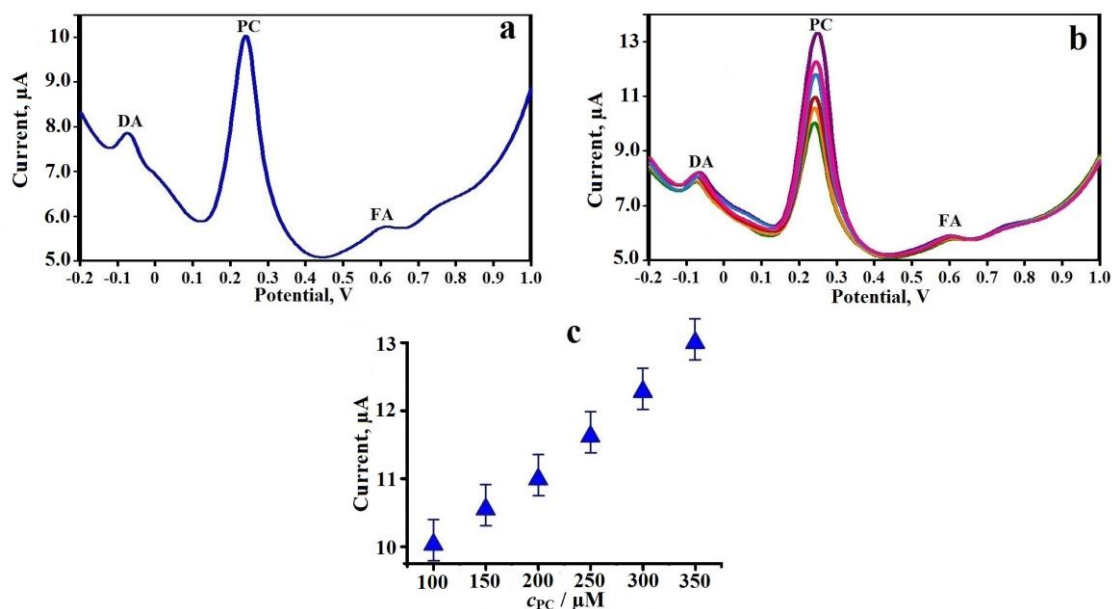 a
PC
DA
FA
10
9.0
8.0
7.0
6.0
5.0
Current, µA
-0.2 -0.1 0 0.1 0.2 0.3 0.4 0.5 0.6 0.7 0.8 0.9 1.0
Potential, V
b
PC
DA
FA
13
11
9.0
7.0
5.0
Current, µA
-0.2 -0.1 0 0.1 0.2 0.3 0.4 0.5 0.6 0.7 0.8 0.9 1.0
Potential, V
c
13
12
11
10
Current, µA
100 150 200 250 300 350
cPC / µM